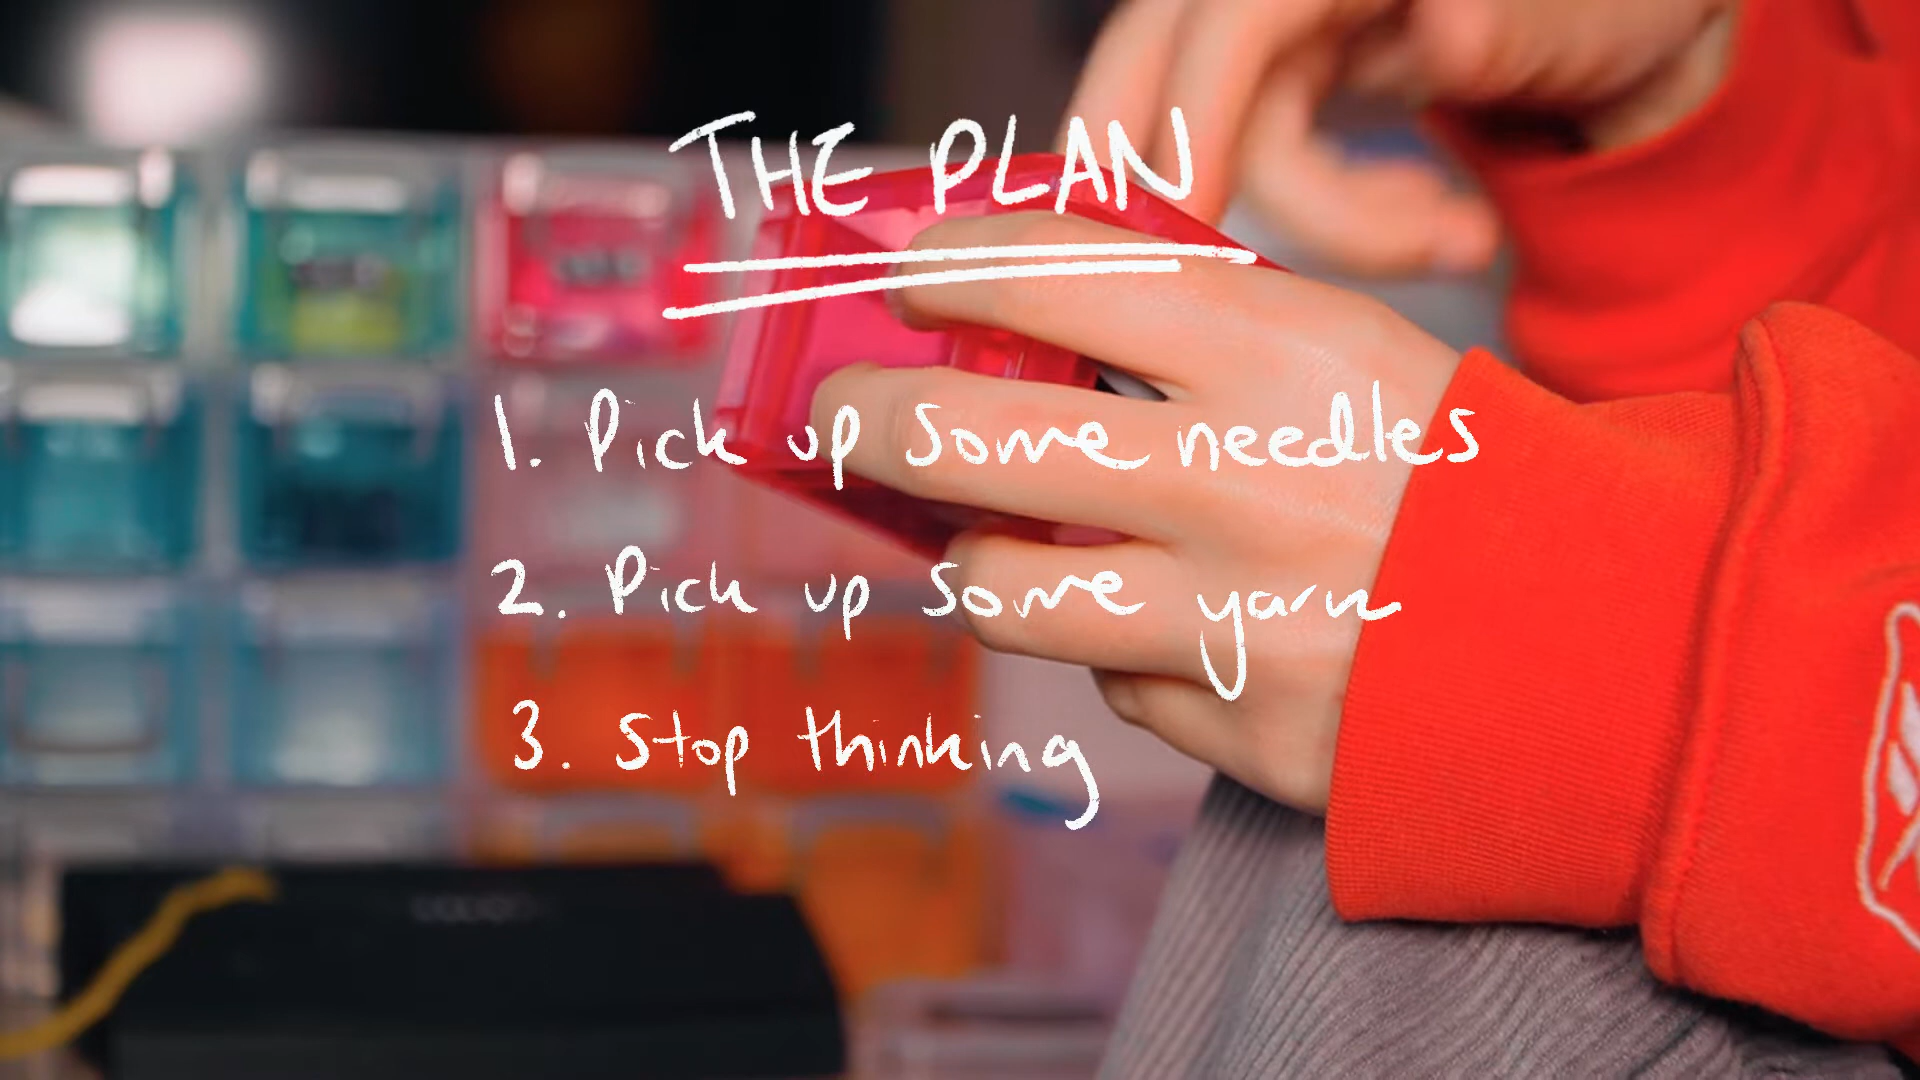 THE PLAN
1. Pick up some needles
2. Pick up some yarn
3. Stop thinking